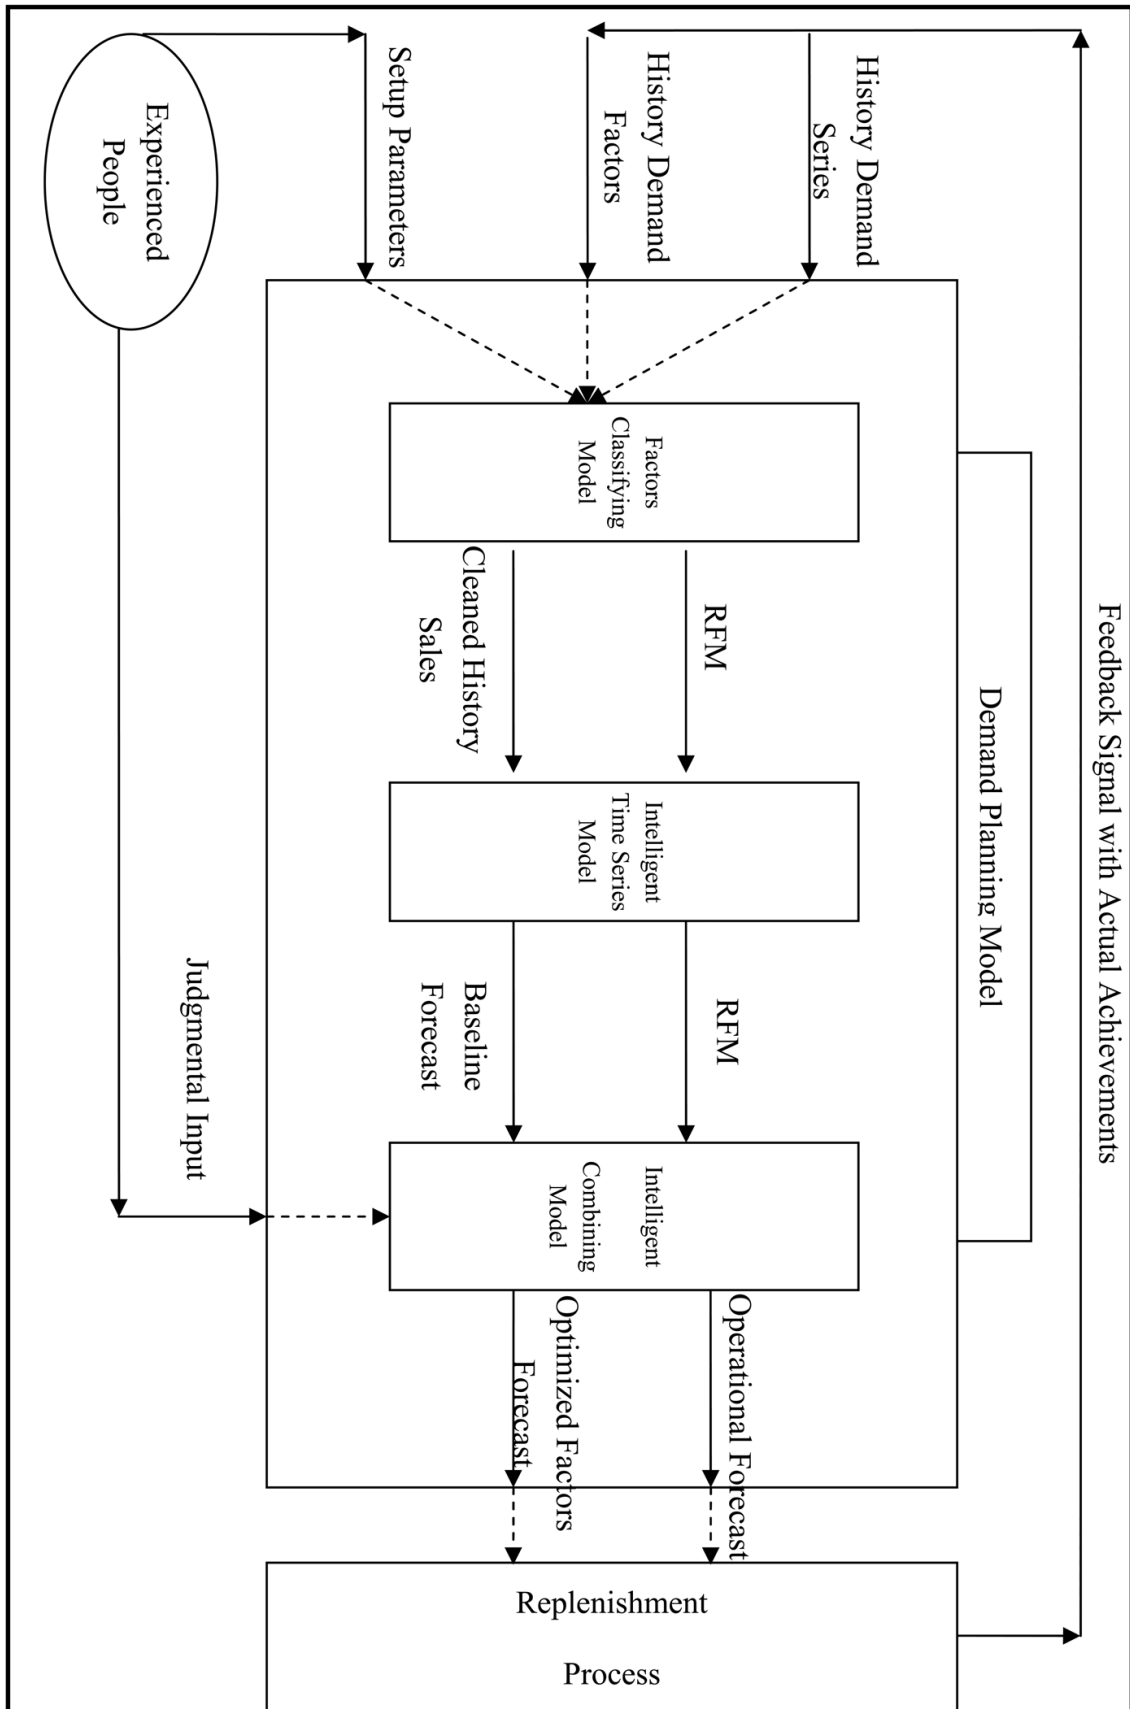 Feedback Signal with Actual Achievements
Demand Planning Model
History Demand
Series
History Demand
Factors
Setup Parameters
Experienced
People
Factors
Classifying
Model
RFM
Cleaned History
Sales
Intelligent
Time Series
Model
RFM
Baseline
Forecast
Judgmental Input
Intelligent
Combining
Model
Operational Forecast
Optimized Factors
Forecast
Replenishment
Process